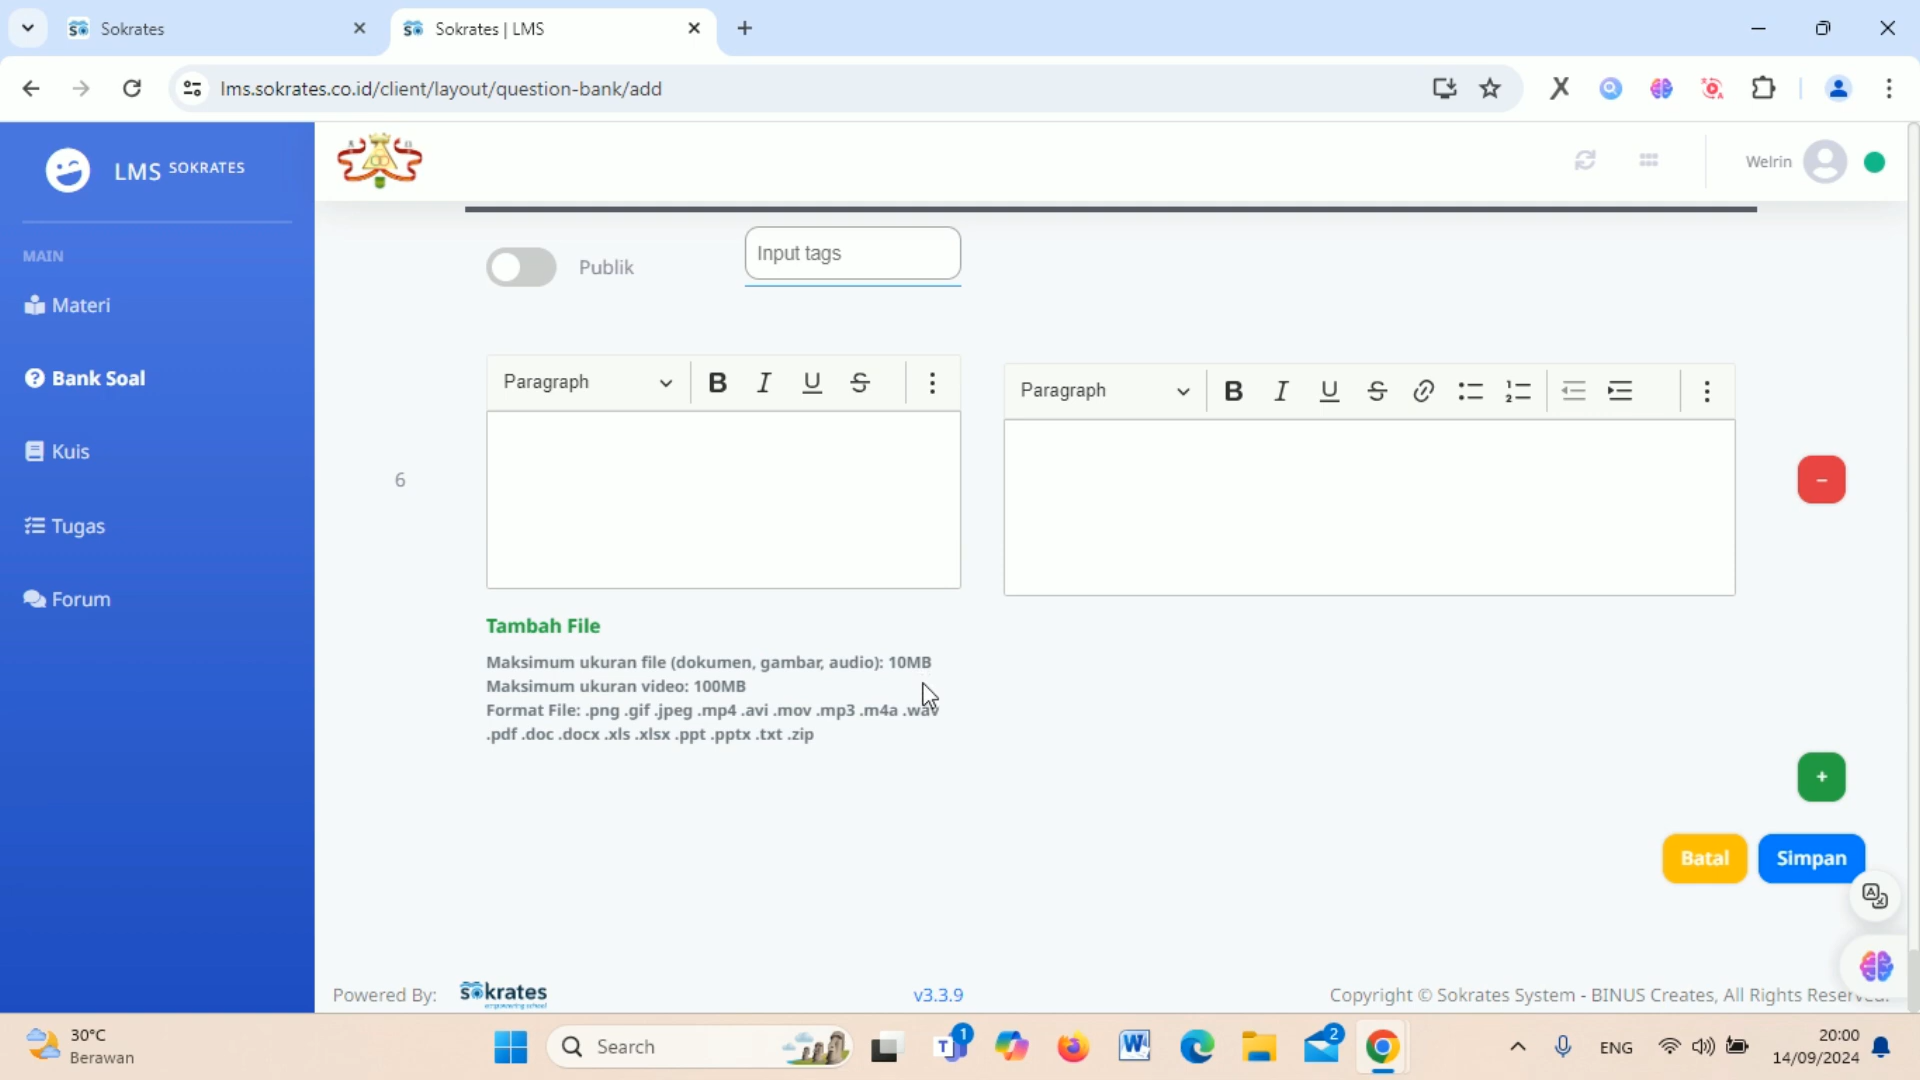 Sokrates
Sokrates | LMS
lms.sokrates.co.id/client/layout/question-bank/add
LMS SOKRATES
Welrin
MAIN
Materi
Bank Soal
Kuis
Tugas
Forum
Publik
Input tags
Paragraph
B I U S
Paragraph
B I U S
6
Tambah File
Maksimum ukuran file (dokumen, gambar, audio): 10MB
Maksimum ukuran video: 100MB
Format File: .png .gif .jpeg .mp4 .avi .mov .mp3 .m4a .wav
.pdf .doc .docx .xls .xlsx .ppt .pptx .txt .zip
Batal
Simpan
Powered By:
sokrates
v3.3.9
Copyright © Sokrates System - BINUS Creates, All Rights Reserved.
30°C
Berawan
Search
1
2
ENG
20:00
14/09/2024